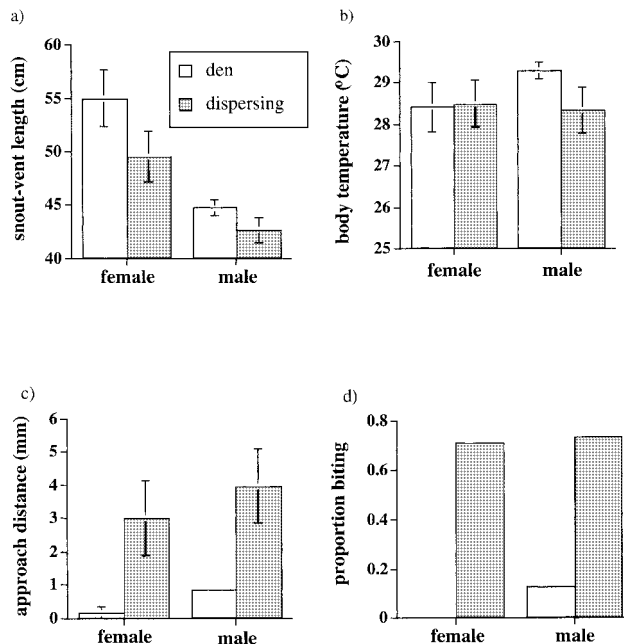 a)
snout-vent length (cm)
60
55
50
45
40
den
dispersing
female
male
b)
body temperature (ºC)
30
29
28
27
26
25
female
male
c)
approach distance (mm)
6
5
4
3
2
1
0
female
male
d)
proportion biting
0.8
0.6
0.4
0.2
0
female
male